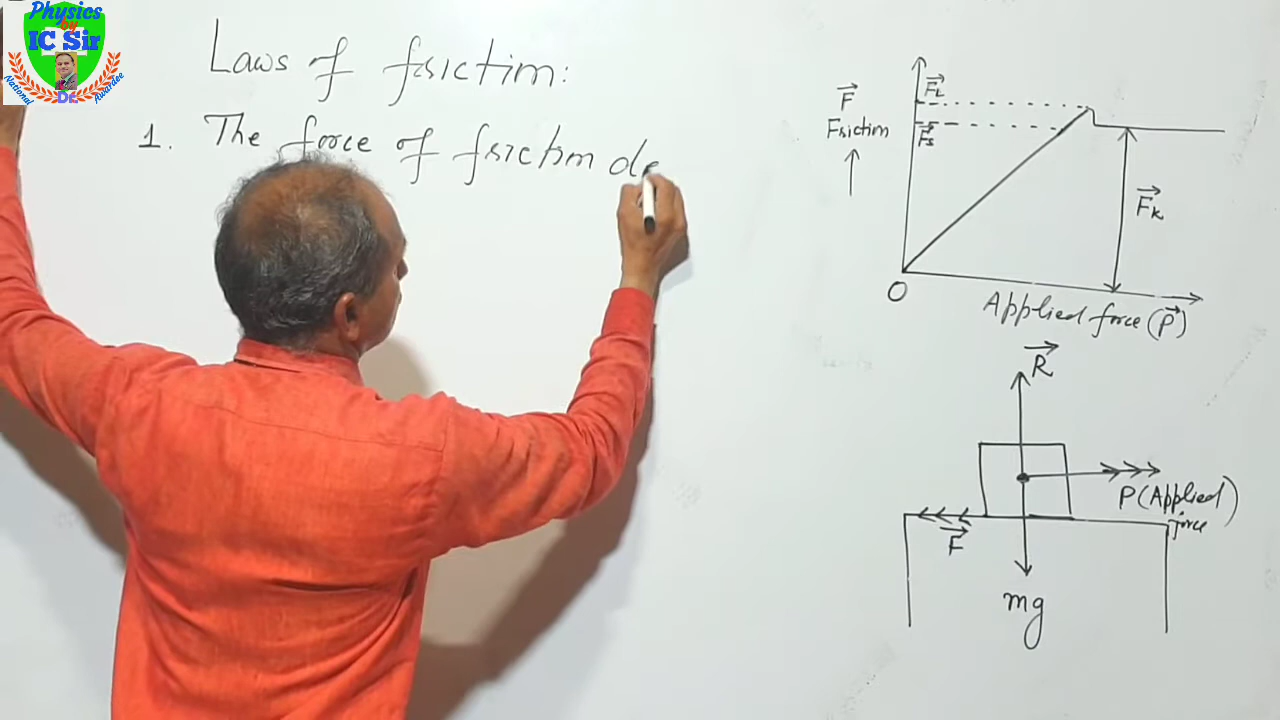 Physics
by
IC Sir
National
Awardee
DE
Laws of friction:
1. The force of friction de
F
Friction
FL
Fs
Fk
O
Applied force (P)
R
P (Applied)
force
F
mg